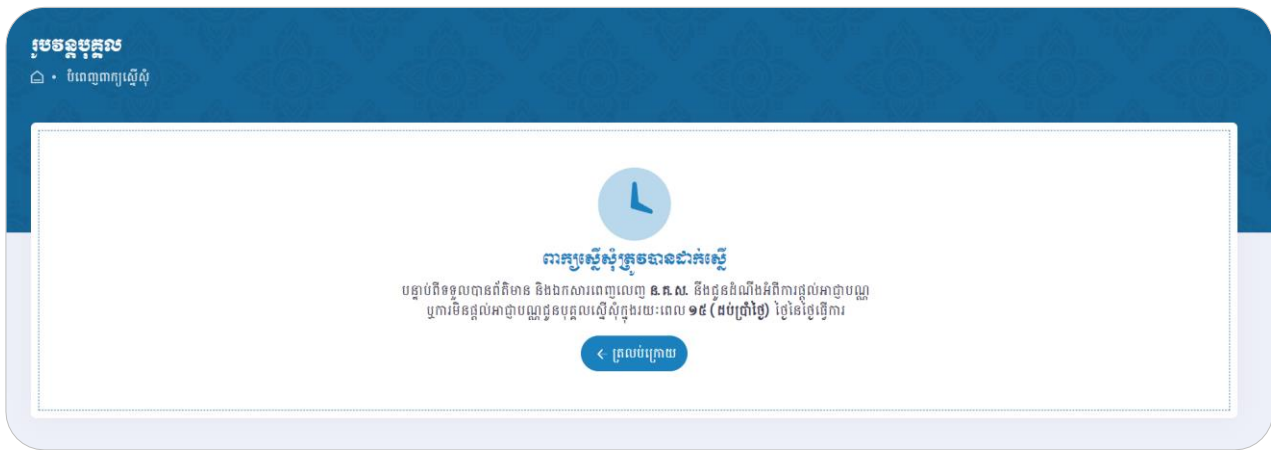 រូបវន្តបុគ្គល
• បំពេញពាក្យស្នើសុំ
ពាក្យស្នើសុំត្រូវបានដាក់ស្នើ
បន្ទាប់ពីទទួលបានព័ត៌មាន និងឯកសារពេញលេញ ន.គ.ស. នឹងជូនដំណឹងអំពីការផ្តល់អាជ្ញាបណ្ណ
ឬការមិនផ្តល់អាជ្ញាបណ្ណជូនបុគ្គលស្នើសុំក្នុងរយៈពេល ១៥ (ដប់ប្រាំថ្ងៃ) ថ្ងៃនៃថ្ងៃធ្វើការ
← ត្រលប់ក្រោយ